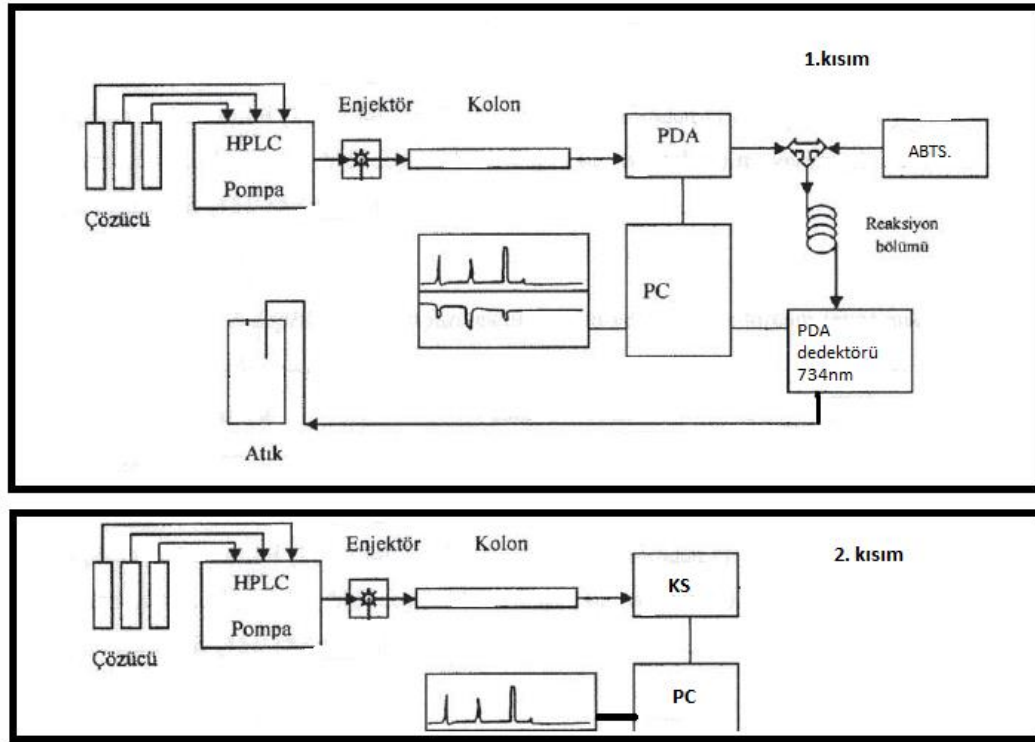 1.kısım
Enjektör Kolon
HPLC
Pompa
PDA
ABTS.
Çözücü
Reaksiyon
bölümü
PC
PDA
dedektörü
734nm
Atık
2. kısım
Enjektör Kolon
HPLC
Pompa
KS
Çözücü
PC